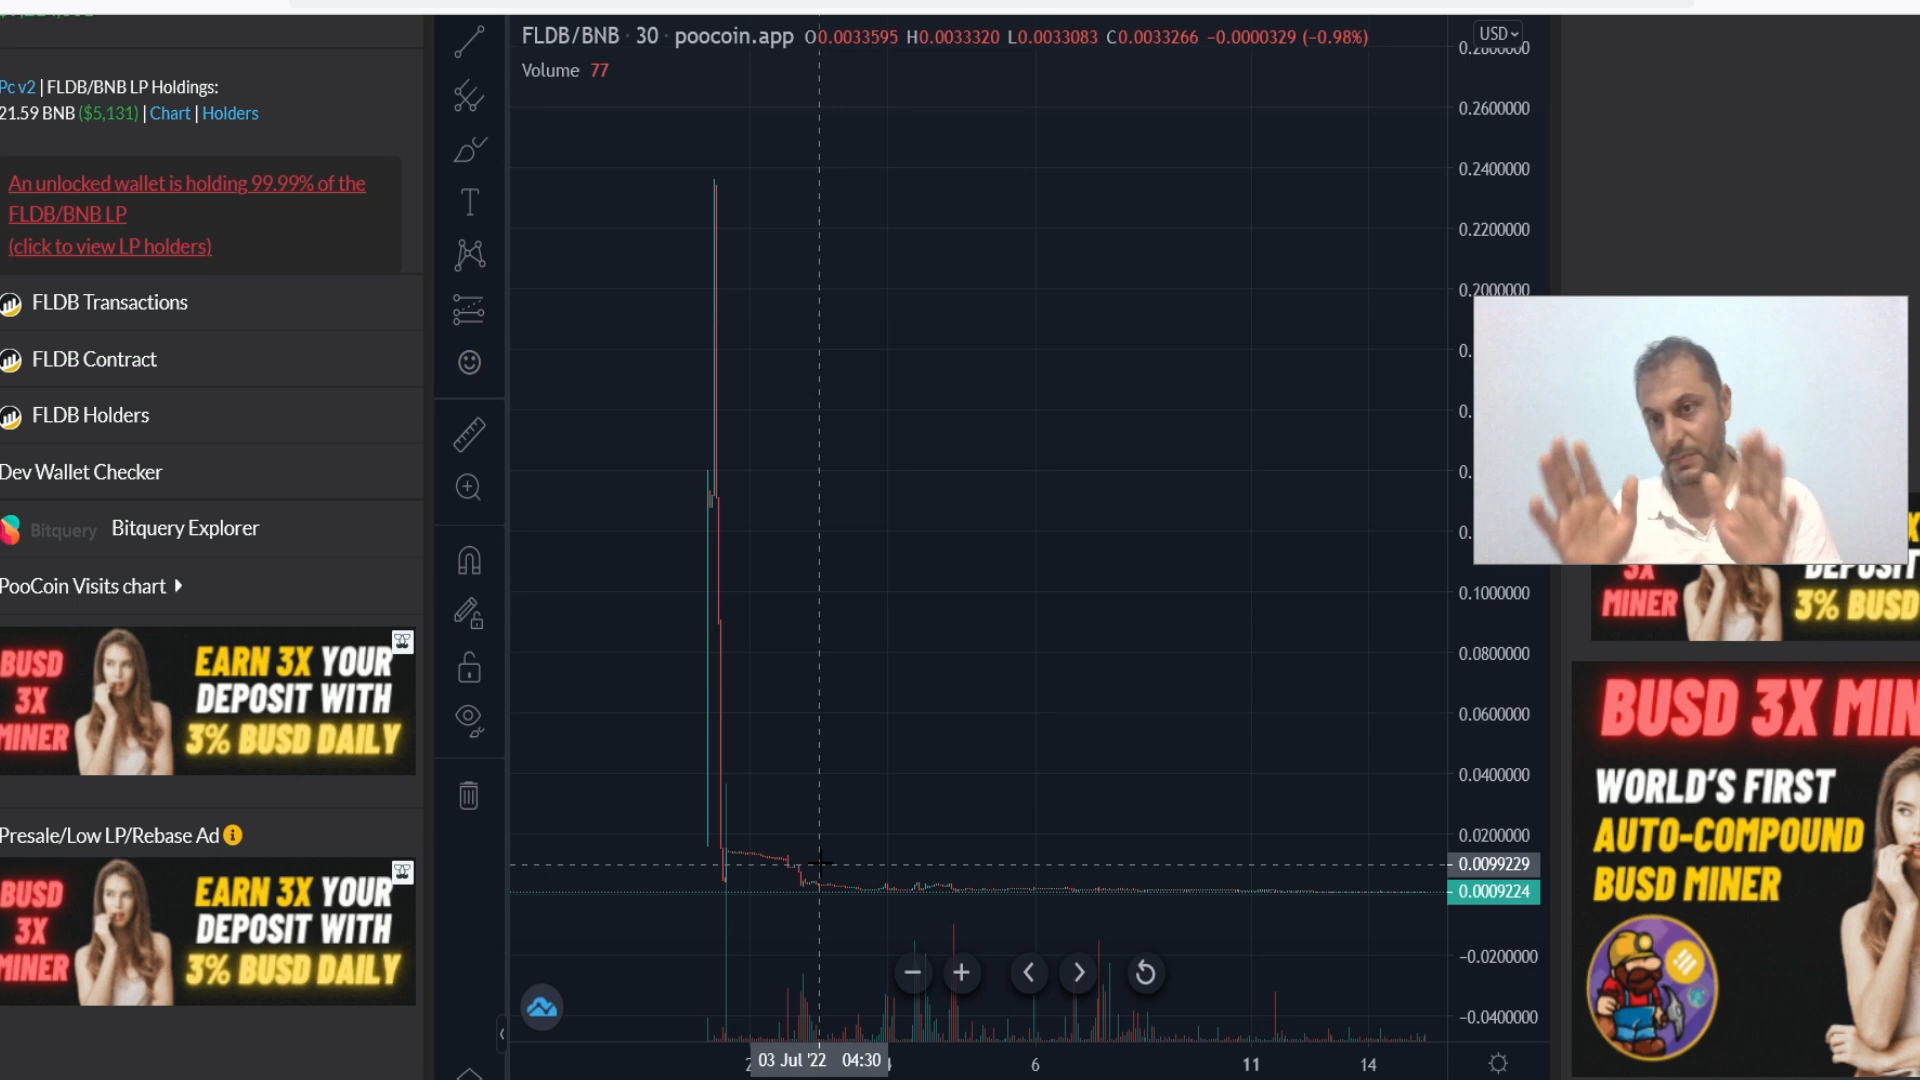 Pc v2 | FLDB/BNB LP Holdings:
21.59 BNB ($5,131) | Chart | Holders
An unlocked wallet is holding 99.99% of the
FLDB/BNB LP
(click to view LP holders)
FLDB Transactions
FLDB Contract
FLDB Holders
Dev Wallet Checker
Bitquery Bitquery Explorer
PooCoin Visits chart
BUSD
3X
MINER
EARN 3X YOUR
DEPOSIT WITH
3% BUSD DAILY
Presale/Low LP/Rebase Ad
BUSD
3X
MINER
EARN 3X YOUR
DEPOSIT WITH
3% BUSD DAILY
FLDB/BNB · 30 · poocoin.app O0.0033595 H0.0033320 L0.0033083 C0.0033266 −0.0000329 (−0.98%)
Volume 77
USD
0.2800000
0.2600000
0.2400000
0.2200000
0.2000000
0.1000000
0.0800000
0.0600000
0.0400000
0.0200000
0.0099229
0.0009224
−0.0200000
−0.0400000
03 Jul '22 04:30
6
11
14
3X
MINER
DEPOSIT
3% BUSD
BUSD 3X MIN
WORLD'S FIRST
AUTO-COMPOUND
BUSD MINER